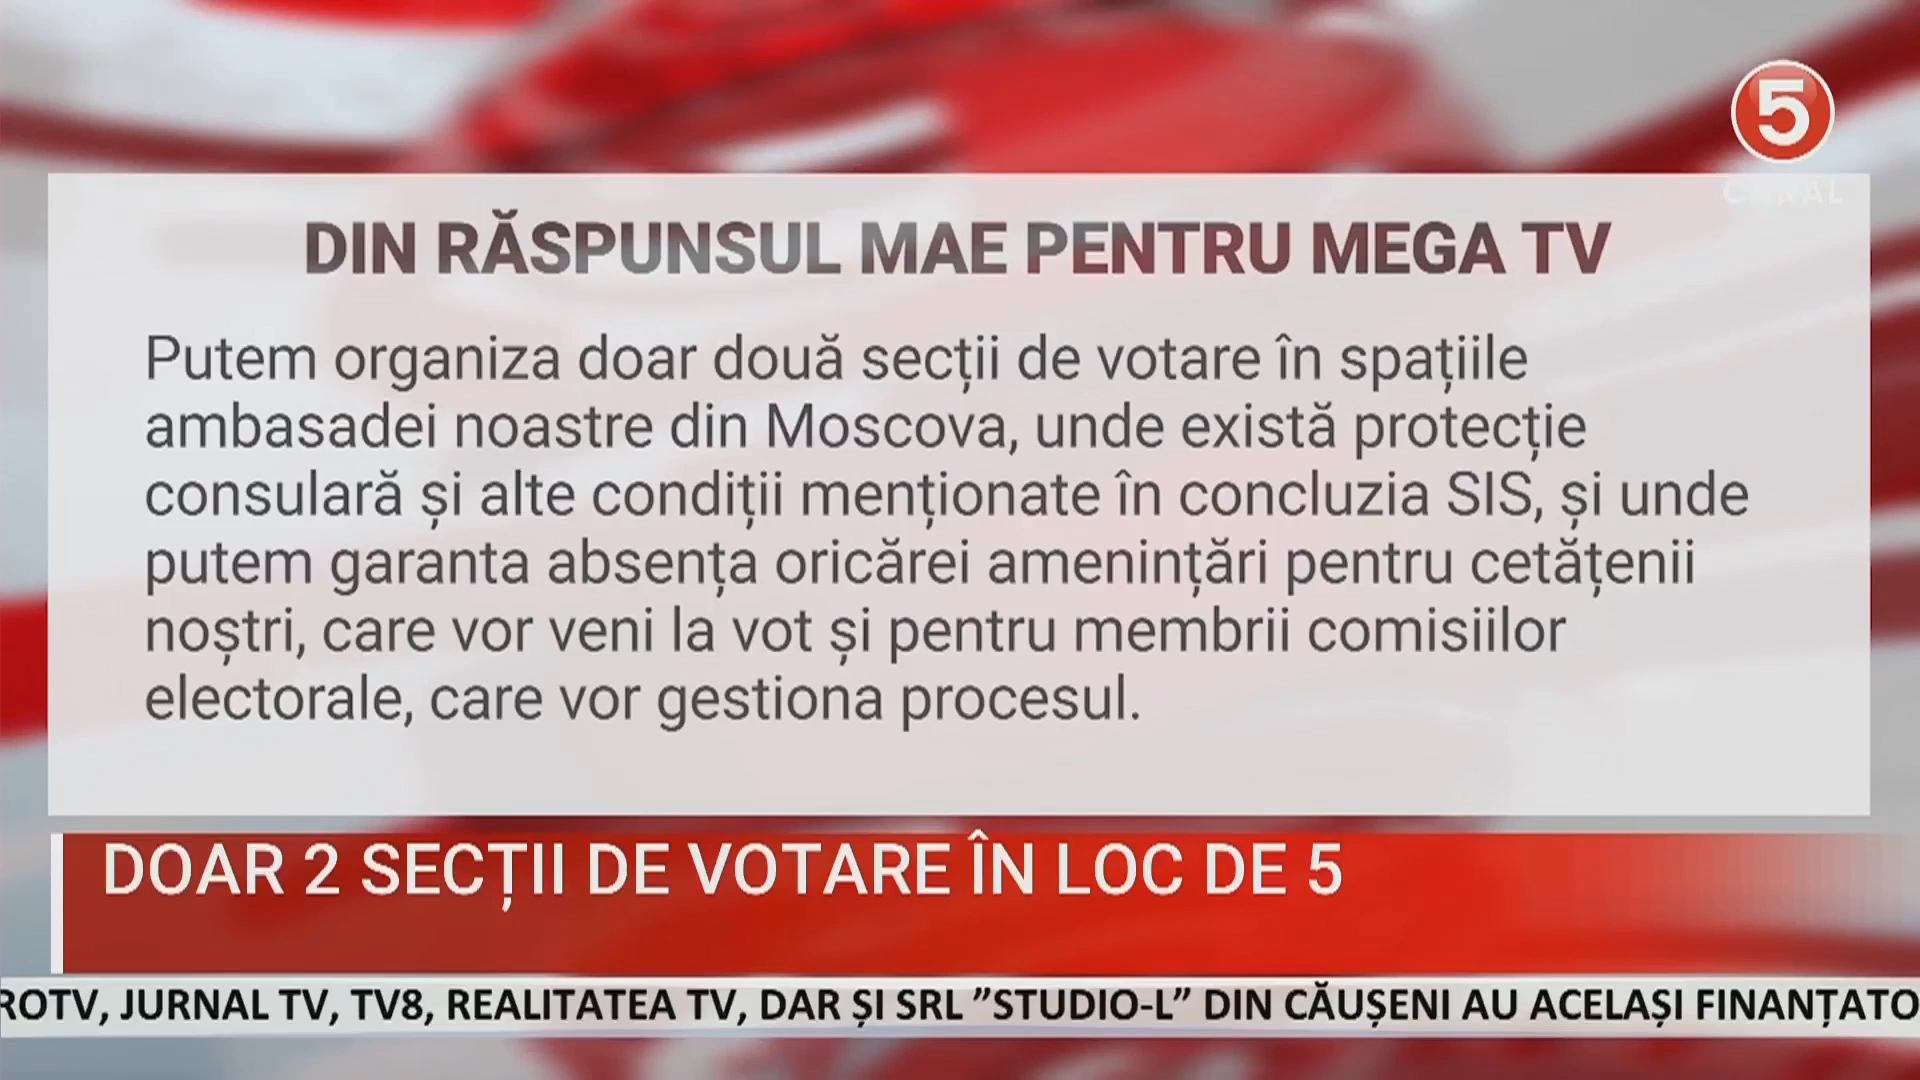 5
CANAL
DIN RĂSPUNSUL MAE PENTRU MEGA TV
Putem organiza doar două secții de votare în spațiile
ambasadei noastre din Moscova, unde există protecție
consulară și alte condiții menționate în concluzia SIS, și unde
putem garanta absența oricărei amenințări pentru cetățenii
noștri, care vor veni la vot și pentru membrii comisiilor
electorale, care vor gestiona procesul.
DOAR 2 SECȚII DE VOTARE ÎN LOC DE 5
ROTV, JURNAL TV, TV8, REALITATEA TV, DAR ȘI SRL ”STUDIO-L” DIN CĂUȘENI AU ACELAȘI FINANȚATO